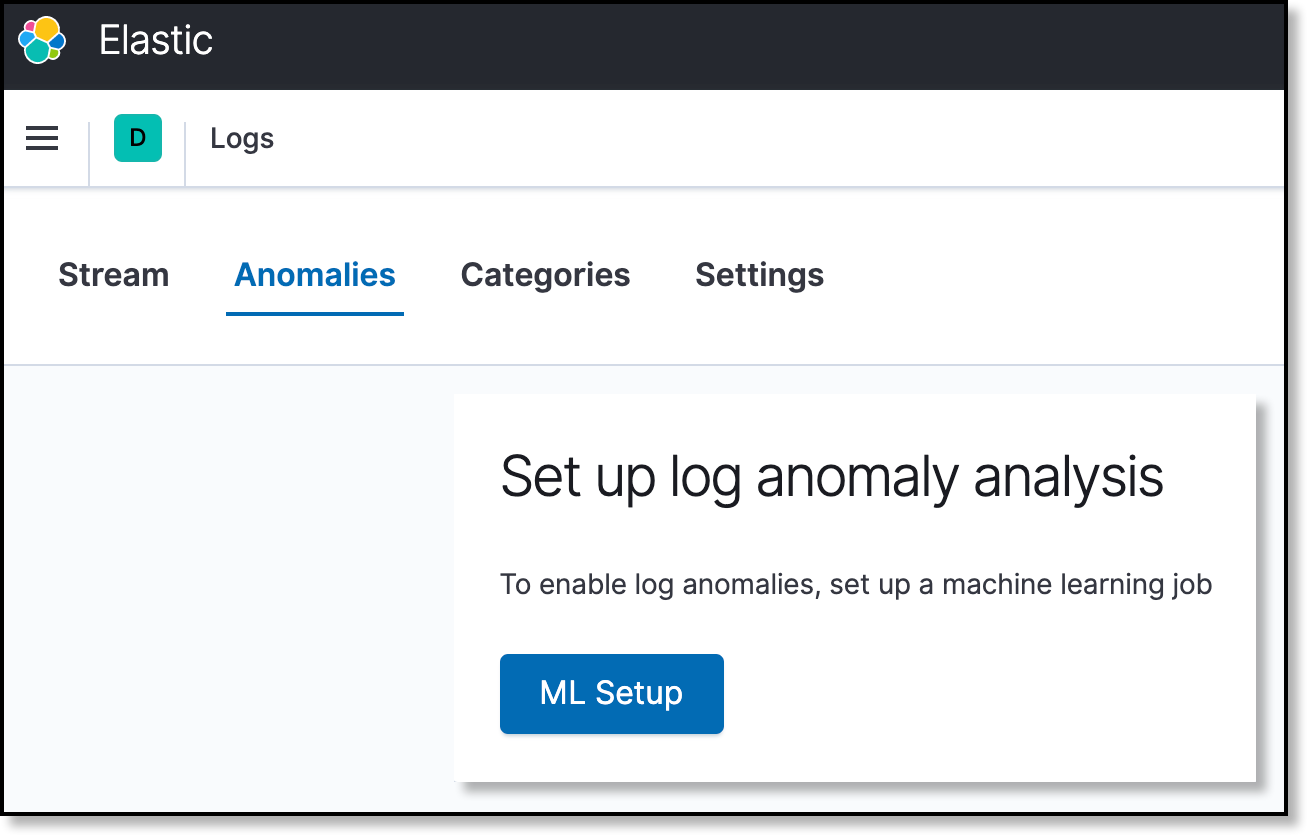 Elastic
D
Logs
Stream Anomalies Categories Settings
Set up log anomaly analysis
To enable log anomalies, set up a machine learning job
ML Setup